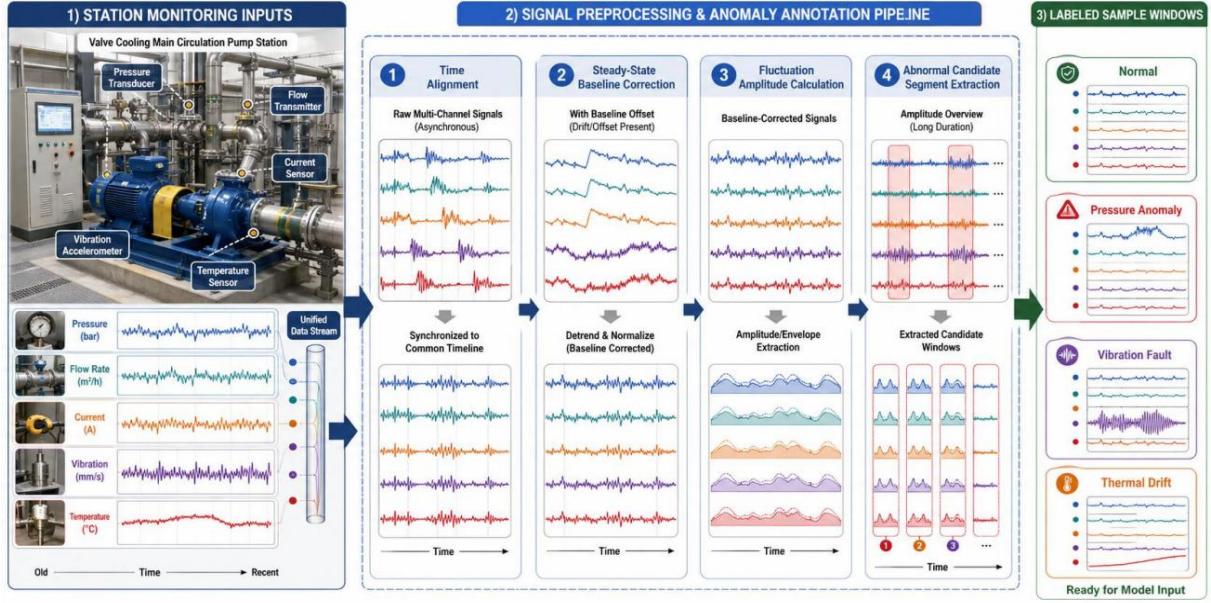 1) STATION MONITORING INPUTS
Valve Cooling Main Circulation Pump Station
Pressure
Transducer
Flow
Transmitter
Current
Sensor
Vibration
Accelerometer
Temperature
Sensor
Pressure
(bar)
Flow Rate
(m³/h)
Current
(A)
Vibration
(mm/s)
Temperature
(°C)
Unified
Data Stream
Old
Time
Recent
2) SIGNAL PREPROCESSING & ANOMALY ANNOTATION PIPE.INE
1
Time
Alignment
Raw Multi-Channel Signals
(Asynchronous)
Synchronized to
Common Timeline
Time
2
Steady-State
Baseline Correction
With Baseline Offset
(Drift/Offset Present)
Detrend & Normalize
(Baseline Corrected)
Time
3
Fluctuation
Amplitude Calculation
Baseline-Corrected Signals
Amplitude/Envelope
Extraction
Time
4
Abnormal Candidate
Segment Extraction
Amplitude Overview
(Long Duration)
Extracted Candidate
Windows
1
2
3
...
Time
3) LABELED SAMPLE WINDOWS
Normal
Pressure Anomaly
Vibration Fault
Thermal Drift
Ready for Model Input